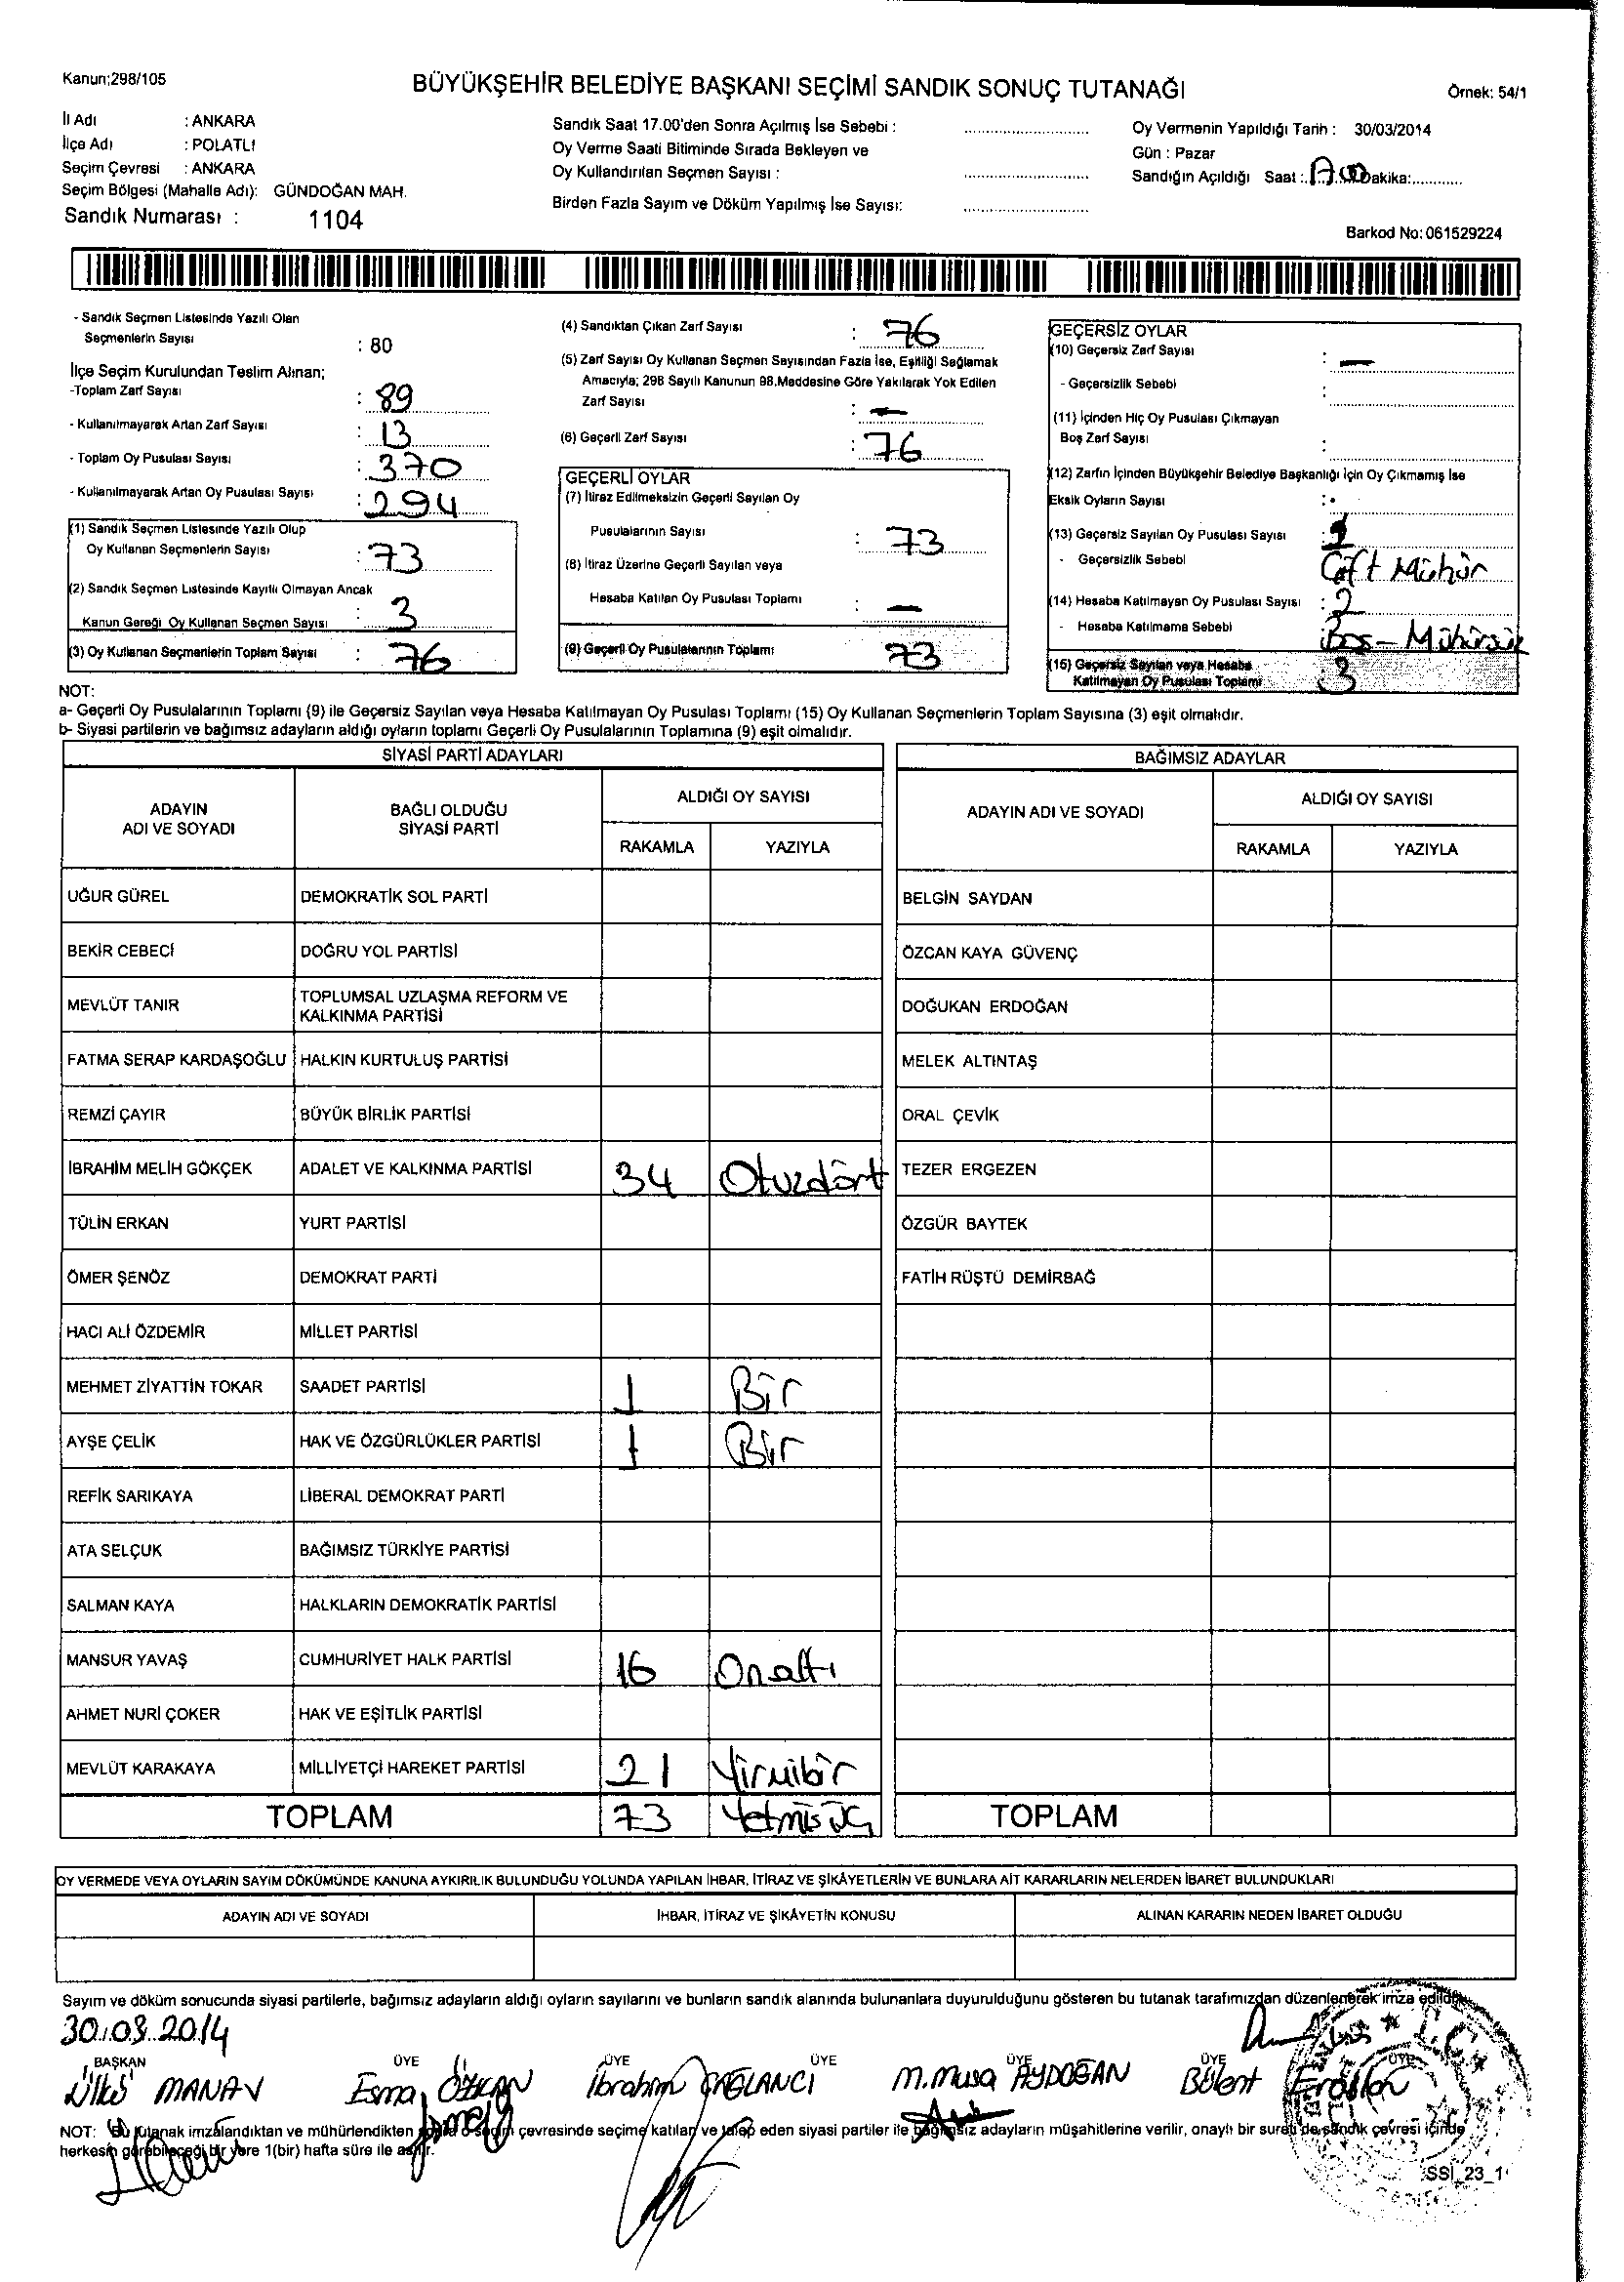 Kanun;298/105
BÜYÜKŞEHİR BELEDİYE BAŞKANI SEÇİMİ SANDIK SONUÇ TUTANAĞI
Örnek: 54/1
İl Adı : ANKARA
İlçe Adı : POLATLI
Seçim Çevresi : ANKARA
Seçim Bölgesi (Mahalle Adı): GÜNDOĞAN MAH.
Sandık Numarası : 1104
Sandık Saat 17.00'den Sonra Açılmış İse Sebebi :
Oy Verme Saati Bitiminde Sırada Bekleyen ve
Oy Kullandırılan Seçmen Sayısı :
Birden Fazla Sayım ve Döküm Yapılmış İse Sayısı:
Oy Vermenin Yapıldığı Tarih : 30/03/2014
Gün : Pazar
Sandığın Açıldığı Saat : Dakika:
Barkod No: 061529224
- Sandık Seçmen Listesinde Yazılı Olan
Seçmenlerin Sayısı : 80
İlçe Seçim Kurulundan Teslim Alınan;
-Toplam Zarf Sayısı : 89
- Kullanılmayarak Artan Zarf Sayısı : 13
- Toplam Oy Pusulası Sayısı : 370
- Kullanılmayarak Artan Oy Pusulası Sayısı : 294
(1) Sandık Seçmen Listesinde Yazılı Olup
Oy Kullanan Seçmenlerin Sayısı : 73
(2) Sandık Seçmen Listesinde Kayıtlı Olmayan Ancak
Kanun Gereği Oy Kullanan Seçmen Sayısı : 3
(3) Oy Kullanan Seçmenlerin Toplam Sayısı : 76
(4) Sandıktan Çıkan Zarf Sayısı : 76
(5) Zarf Sayısı Oy Kullanan Seçmen Sayısından Fazla İse, Eşitliği Sağlamak
Amacıyla; 298 Sayılı Kanunun 98.Maddesine Göre Yakılarak Yok Edilen
Zarf Sayısı : —
(6) Geçerli Zarf Sayısı : 76
GEÇERLİ OYLAR
(7) İtiraz Edilmeksizin Geçerli Sayılan Oy
Pusulalarının Sayısı : 73
(8) İtiraz Üzerine Geçerli Sayılan veya
Hesaba Katılan Oy Pusulası Toplamı : —
(9) Geçerli Oy Pusulalarının Toplamı 73
GEÇERSİZ OYLAR
(10) Geçersiz Zarf Sayısı : —
- Geçersizlik Sebebi :
(11) İçinden Hiç Oy Pusulası Çıkmayan
Boş Zarf Sayısı :
(12) Zarfın İçinden Büyükşehir Belediye Başkanlığı İçin Oy Çıkmamış İse
Eksik Oyların Sayısı :
(13) Geçersiz Sayılan Oy Pusulası Sayısı : 1
- Geçersizlik Sebebi Çift Mühür
(14) Hesaba Katılmayan Oy Pusulası Sayısı : 2
- Hesaba Katılmama Sebebi Boş - Mühürsüz
(15) Geçersiz Sayılan veya Hesaba
Katılmayan Oy Pusulası Toplamı 3
NOT:
a- Geçerli Oy Pusulalarının Toplamı (9) ile Geçersiz Sayılan veya Hesaba Katılmayan Oy Pusulası Toplamı (15) Oy Kullanan Seçmenlerin Toplam Sayısına (3) eşit olmalıdır.
b- Siyasi partilerin ve bağımsız adayların aldığı oyların toplamı Geçerli Oy Pusulalarının Toplamına (9) eşit olmalıdır.
SİYASİ PARTİ ADAYLARI
ADAYIN ADI VE SOYADI
BAĞLI OLDUĞU SİYASİ PARTİ
ALDIĞI OY SAYISI
RAKAMLA YAZIYLA
UĞUR GÜREL DEMOKRATİK SOL PARTİ
BEKİR CEBECİ DOĞRU YOL PARTİSİ
MEVLÜT TANIR TOPLUMSAL UZLAŞMA REFORM VE
KALKINMA PARTİSİ
FATMA SERAP KARDAŞOĞLU HALKIN KURTULUŞ PARTİSİ
REMZİ ÇAYIR BÜYÜK BİRLİK PARTİSİ
İBRAHİM MELİH GÖKÇEK ADALET VE KALKINMA PARTİSİ 34 Otuzdört
TÜLİN ERKAN YURT PARTİSİ
ÖMER ŞENÖZ DEMOKRAT PARTİ
HACI ALİ ÖZDEMİR MİLLET PARTİSİ
MEHMET ZİYATTİN TOKAR SAADET PARTİSİ 1 Bir
AYŞE ÇELİK HAK VE ÖZGÜRLÜKLER PARTİSİ 1 Bir
REFİK SARIKAYA LİBERAL DEMOKRAT PARTİ
ATA SELÇUK BAĞIMSIZ TÜRKİYE PARTİSİ
SALMAN KAYA HALKLARIN DEMOKRATİK PARTİSİ
MANSUR YAVAŞ CUMHURİYET HALK PARTİSİ 16 Onaltı
AHMET NURİ ÇOKER HAK VE EŞİTLİK PARTİSİ
MEVLÜT KARAKAYA MİLLİYETÇİ HAREKET PARTİSİ 21 Yirmibir
TOPLAM 73 Yetmişüç
BAĞIMSIZ ADAYLAR
ADAYIN ADI VE SOYADI
ALDIĞI OY SAYISI
RAKAMLA YAZIYLA
BELGİN SAYDAN
ÖZCAN KAYA GÜVENÇ
DOĞUKAN ERDOĞAN
MELEK ALTINTAŞ
ORAL ÇEVİK
TEZER ERGEZEN
ÖZGÜR BAYTEK
FATİH RÜŞTÜ DEMİRBAĞ
TOPLAM
OY VERMEDE VEYA OYLARIN SAYIM DÖKÜMÜNDE KANUNA AYKIRILIK BULUNDUĞU YOLUNDA YAPILAN İHBAR, İTİRAZ VE ŞİKÂYETLERİN VE BUNLARA AİT KARARLARIN NELERDEN İBARET BULUNDUKLARI
ADAYIN ADI VE SOYADI İHBAR, İTİRAZ VE ŞİKÂYETİN KONUSU ALINAN KARARIN NEDEN İBARET OLDUĞU
Sayım ve döküm sonucunda siyasi partilerle, bağımsız adayların aldığı oyların sayılarını ve bunların sandık alanında bulunanlara duyurulduğunu gösteren bu tutanak tarafımızdan düzenlenerek imza edildi.
30.03.2014
BAŞKAN ÜYE ÜYE ÜYE ÜYE ÜYE ÜYE
Ülkü MANAV Esma ÖZKAN İbrahim ÇAĞLANCI M. Musa AYDOĞAN Bülent
NOT: Bu tutanak imzalandıktan ve mühürlendikten sonra o seçim çevresinde seçime katılan ve talep eden siyasi partiler ile bağımsız adayların müşahitlerine verilir, onaylı bir sureti de sandık çevresi içinde
herkesin görebileceği bir yere 1(bir) hafta süre ile asılır.
SSİ_23_1